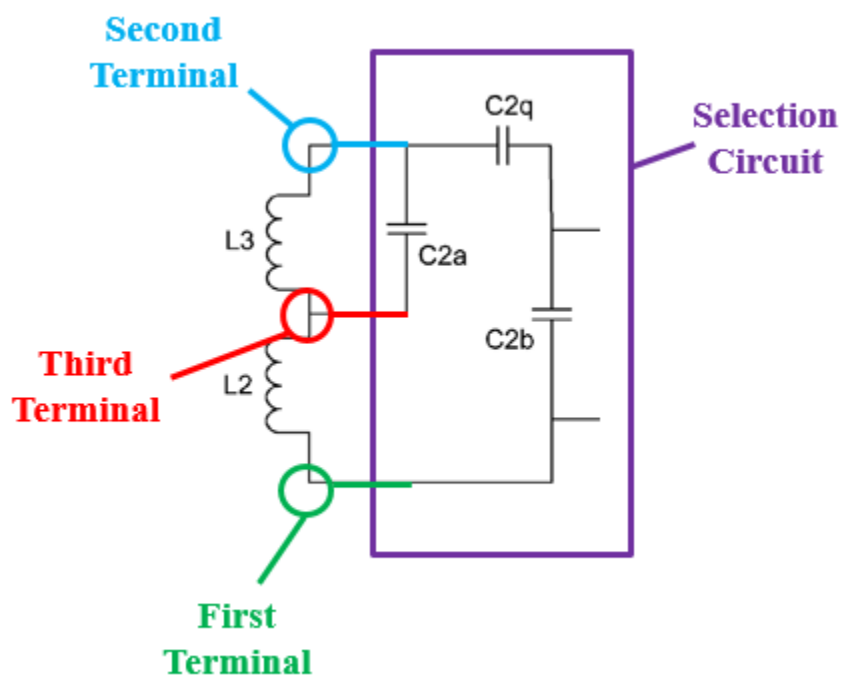 Second
Terminal
C2q
Selection
Circuit
L3
C2a
Third
Terminal
L2
C2b
First
Terminal